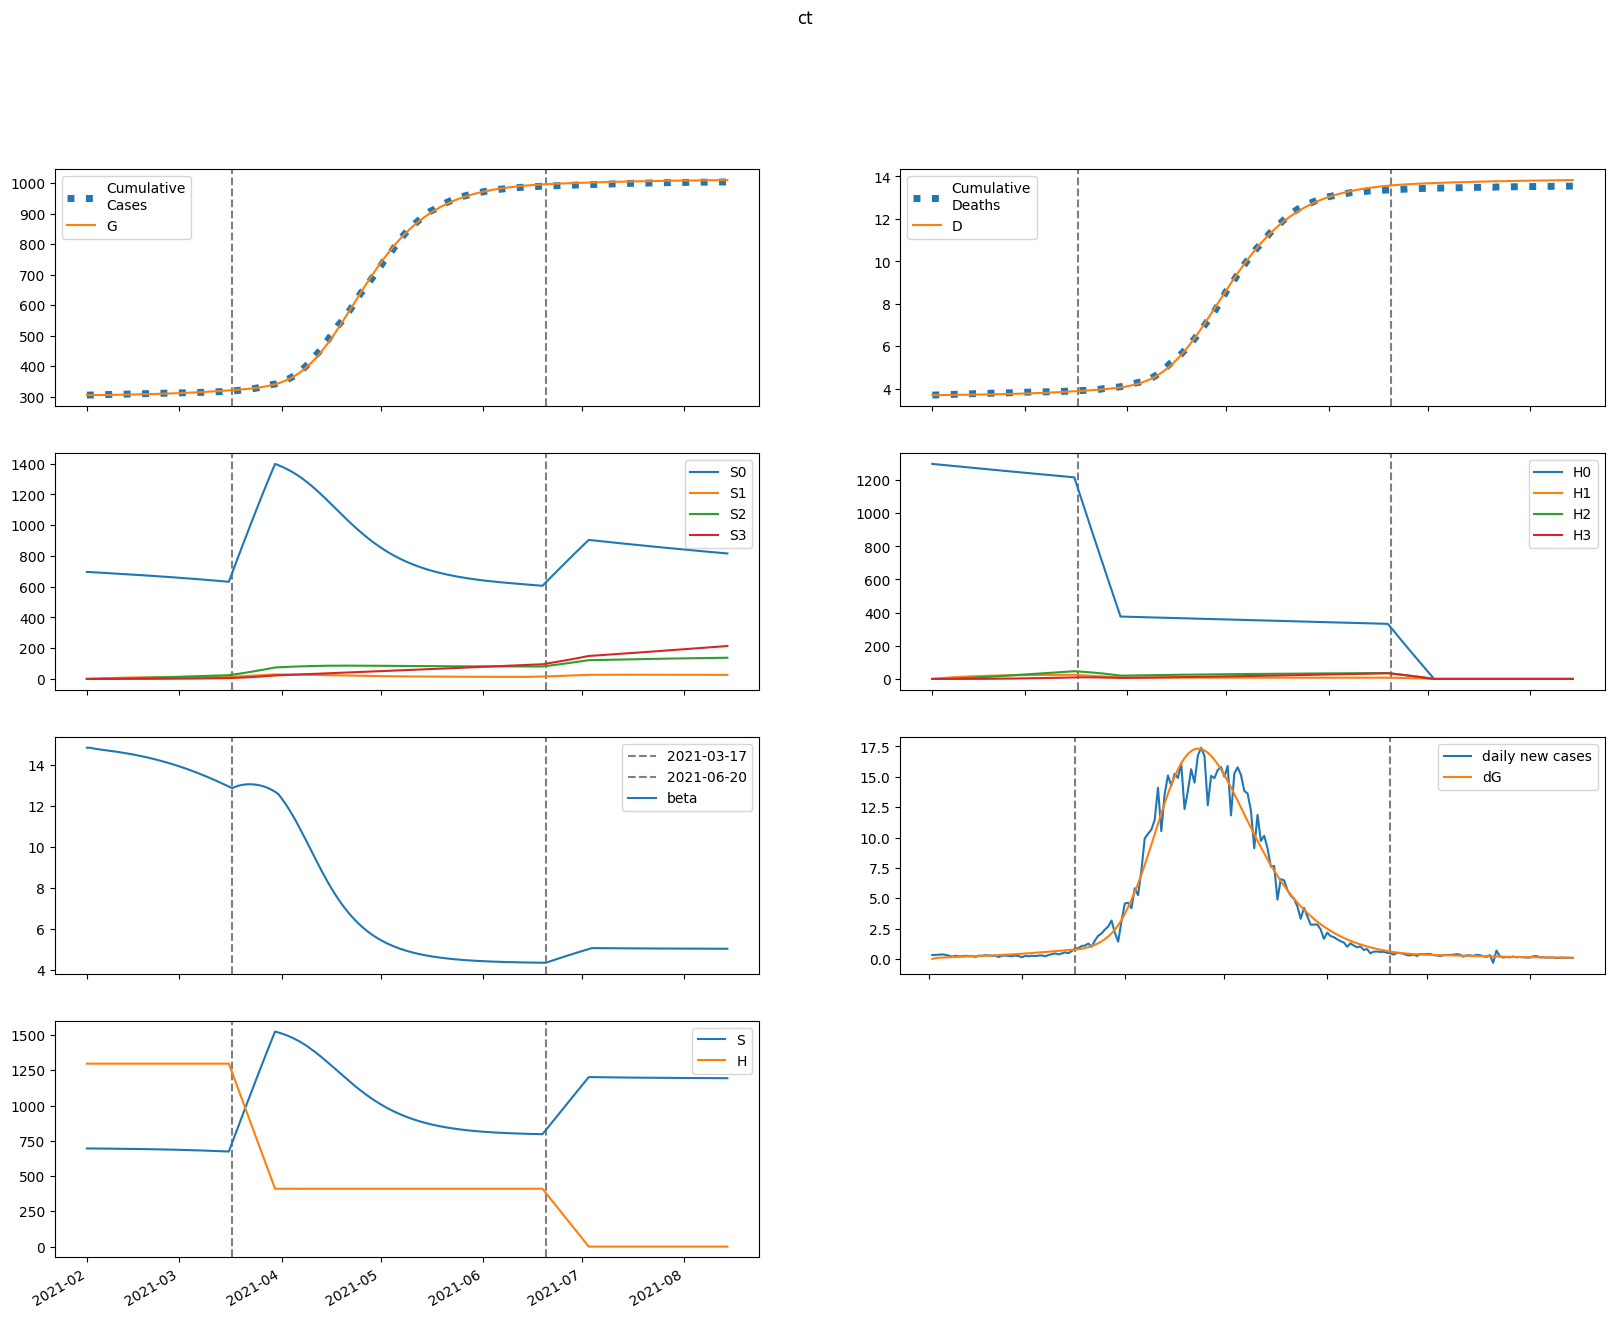 ct
Cumulative
Cases
G
1000
900
800
700
600
500
400
300
Cumulative
Deaths
D
14
12
10
8
6
4
S0
S1
S2
S3
1400
1200
1000
800
600
400
200
0
H0
H1
H2
H3
1200
1000
800
600
400
200
0
2021-03-17
2021-06-20
beta
14
12
10
8
6
4
daily new cases
dG
17.5
15.0
12.5
10.0
7.5
5.0
2.5
0.0
S
H
1500
1250
1000
750
500
250
0
2021-02
2021-03
2021-04
2021-05
2021-06
2021-07
2021-08